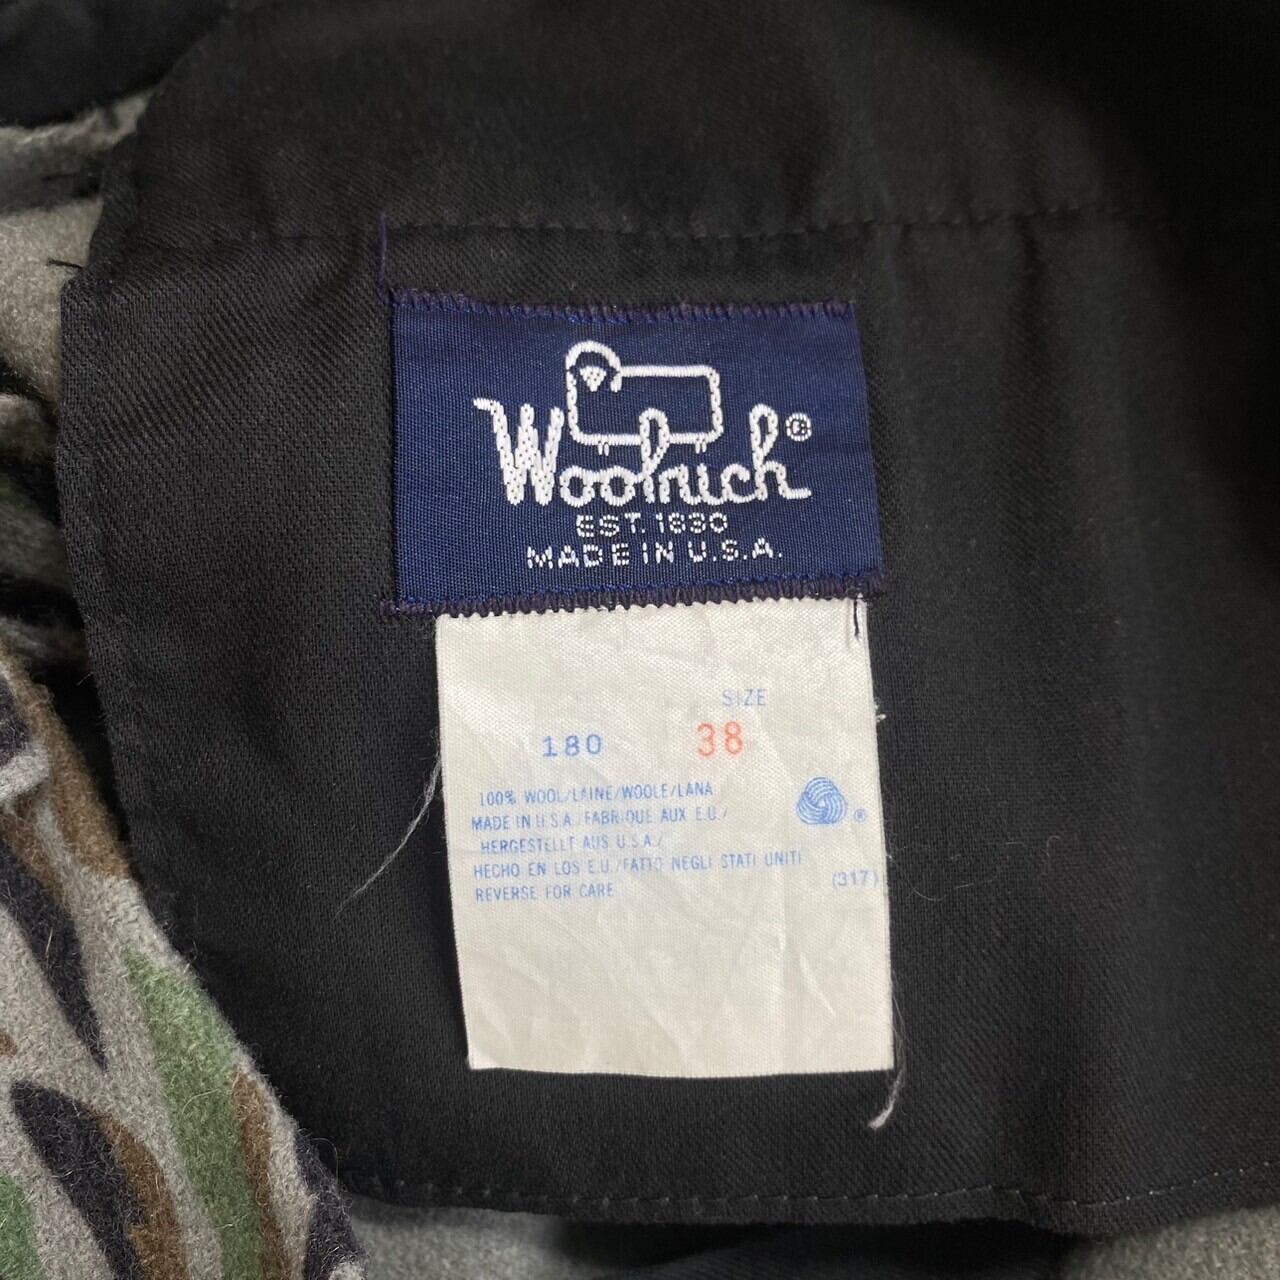 Woolrich®
EST. 1830
MADE IN U.S.A.
SIZE
180 38
100% WOOL/LAINE/WOOLE/LANA
MADE IN U.S.A./FABRIQUE AUX E.U./
HERGESTELLT AUS U.S.A./
HECHO EN LOS E.U./FATTO NEGLI STATI UNITI
REVERSE FOR CARE
®
(317)